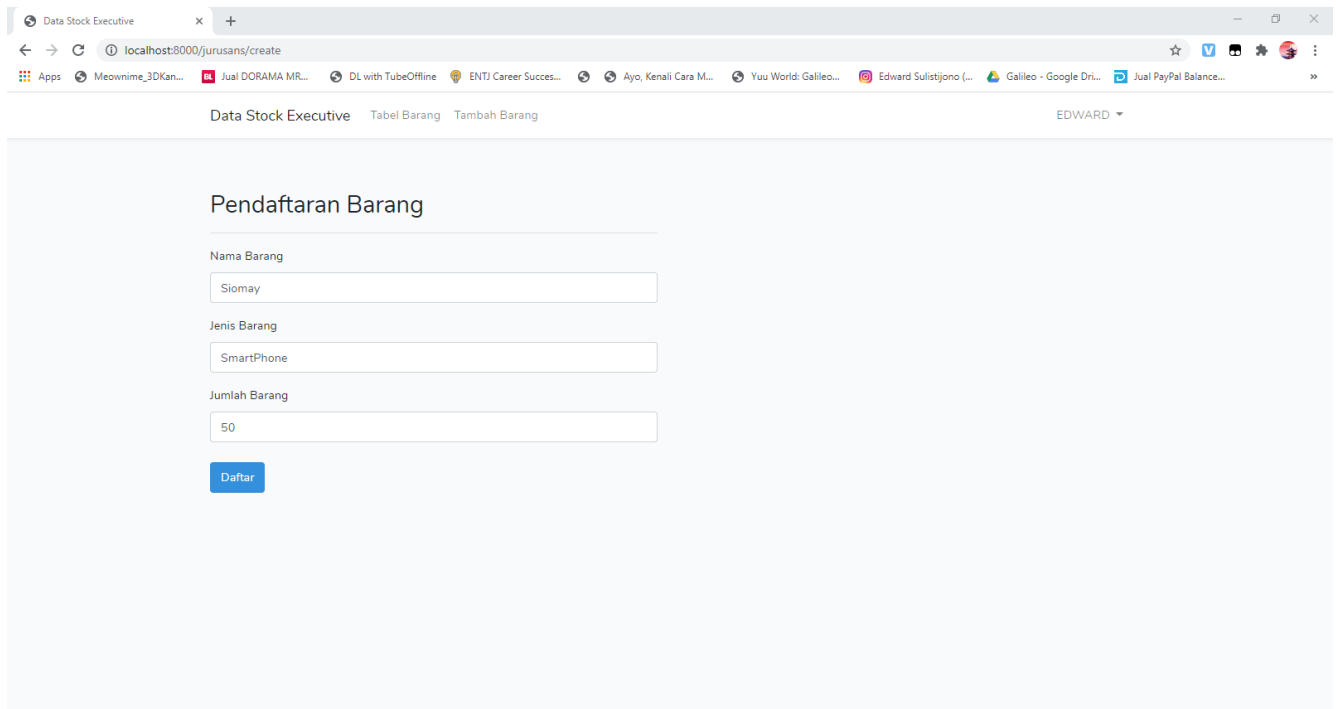 Data Stock Executive
localhost:8000/jurusans/create
Apps Meownime_3DKan... BL Jual DORAMA MR... DL with TubeOffline ENTJ Career Succes... Ayo, Kenali Cara M... Yuu World: Galileo... Edward Sulistijono (... Galileo - Google Dri... Jual PayPal Balance... »
Data Stock Executive Tabel Barang Tambah Barang EDWARD
Pendaftaran Barang
Nama Barang
Siomay
Jenis Barang
SmartPhone
Jumlah Barang
50
Daftar